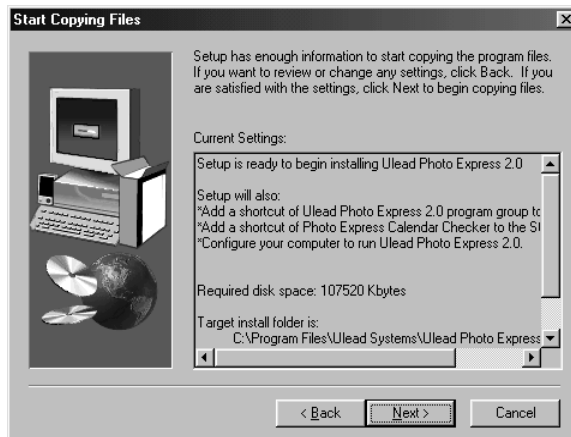 Start Copying Files
Setup has enough information to start copying the program files.
If you want to review or change any settings, click Back. If you
are satisfied with the settings, click Next to begin copying files.
Current Settings:
Setup is ready to begin installing Ulead Photo Express 2.0
Setup will also:
*Add a shortcut of Ulead Photo Express 2.0 program group to
*Add a shortcut of Photo Express Calendar Checker to the
*Configure your computer to run Ulead Photo Express 2.0.
Required disk space: 107520 Kbytes
Target install folder is:
C:\Program Files\Ulead Systems\Ulead Photo Express
< Back
Next >
Cancel